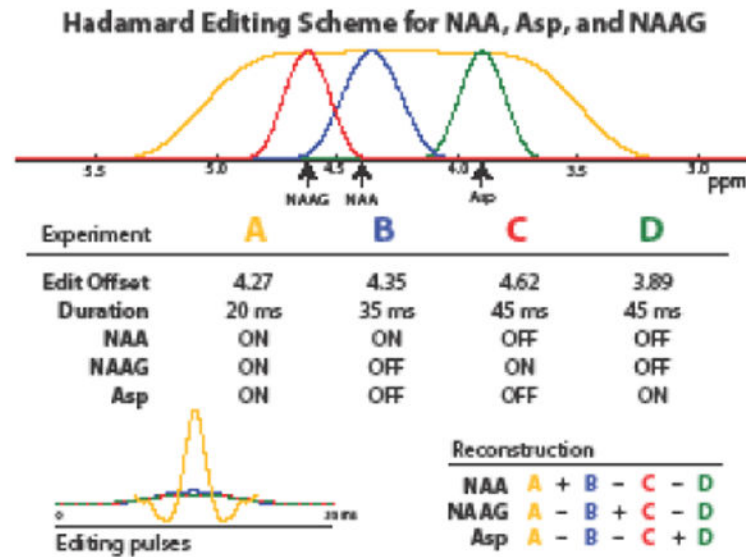 Hadamard Editing Scheme for NAA, Asp, and NAAG
5.5 5.0 4.5 4.0 3.5 3.0
ppm
NAAG NAA Asp
Experiment A B C D
Edit Offset 4.27 4.35 4.62 3.89
Duration 20 ms 35 ms 45 ms 45 ms
NAA ON ON OFF OFF
NAAG ON OFF ON OFF
Asp ON OFF OFF ON
Reconstruction
NAA A + B - C - D
NAAG A - B + C - D
Asp A - B - C + D
0
Editing pulses